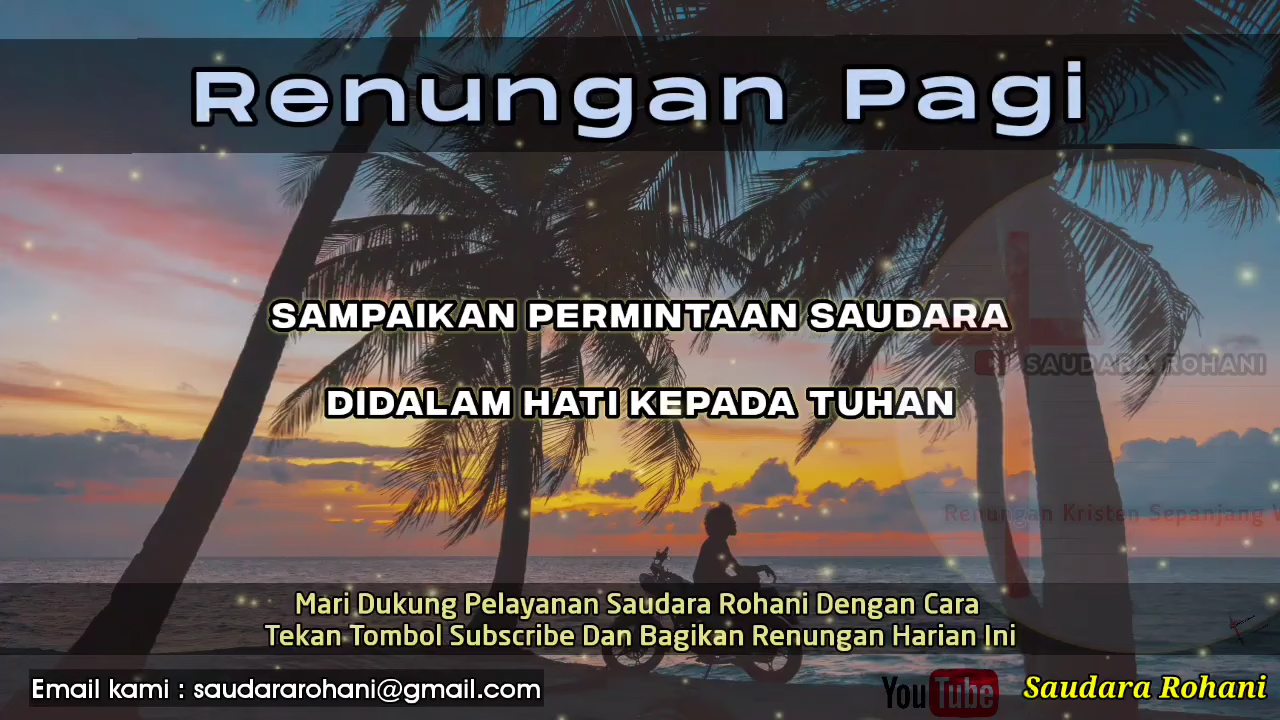 Renungan Pagi
SAMPAIKAN PERMINTAAN SAUDARA
SAUDARA ROHANI
DIDALAM HATI KEPADA TUHAN
Renungan Kristen Sepanjang
Mari Dukung Pelayanan Saudara Rohani Dengan Cara
Tekan Tombol Subscribe Dan Bagikan Renungan Harian Ini
Email kami : saudararohani@gmail.com
YouTube
Saudara Rohani